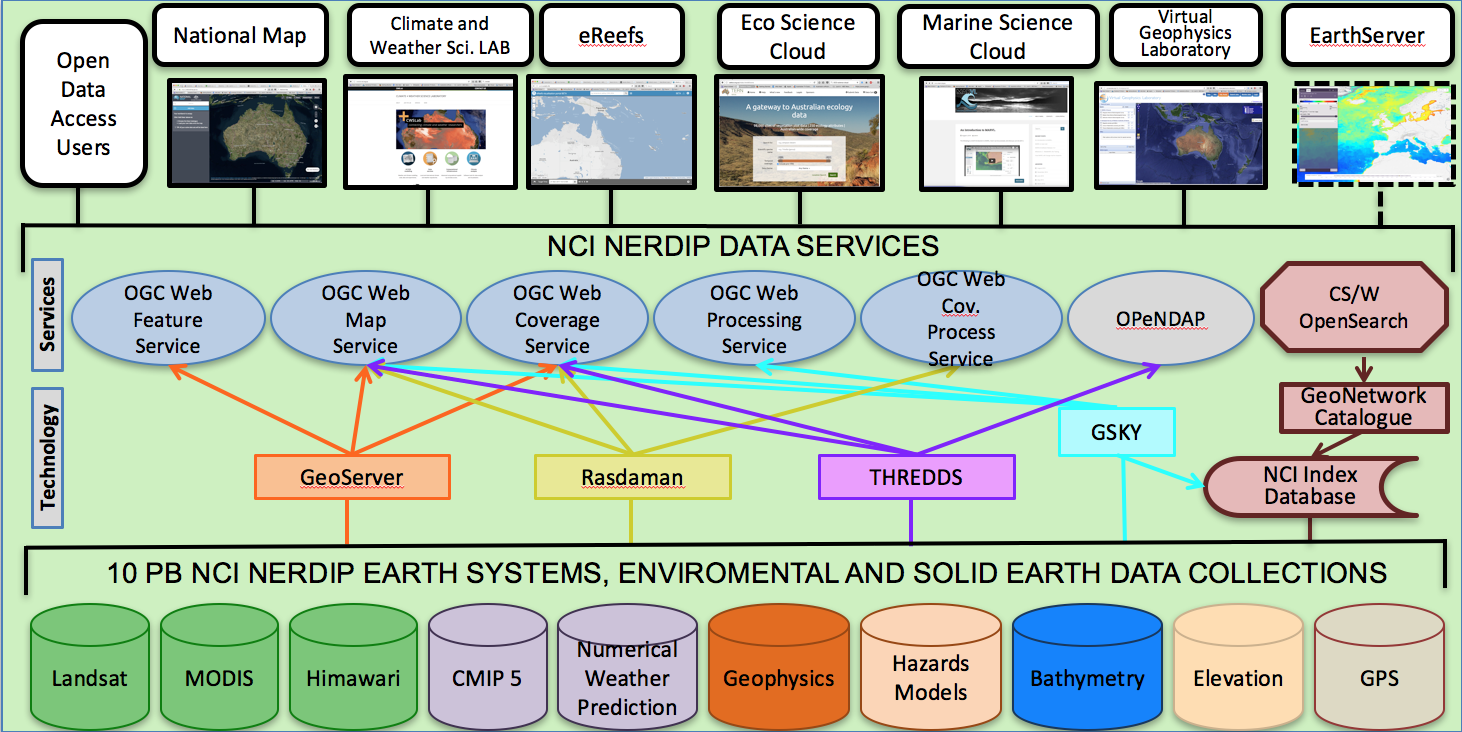 Open
Data
Access
Users
National Map
Climate and
Weather Sci. LAB
eReefs
Eco Science
Cloud
Marine Science
Cloud
Virtual
Geophysics
Laboratory
EarthServer
A gateway to Australian ecology
data
NCI NERDIP DATA SERVICES
Services
OGC Web
Feature
Service
OGC Web
Map
Service
OGC Web
Coverage
Service
OGC Web
Processing
Service
OGC Web
Cov.
Process
Service
OPeNDAP
CS/W
OpenSearch
Technology
GeoServer
Rasdaman
THREDDS
GSKY
GeoNetwork
Catalogue
NCI Index
Database
10 PB NCI NERDIP EARTH SYSTEMS, ENVIROMENTAL AND SOLID EARTH DATA COLLECTIONS
Landsat
MODIS
Himawari
CMIP 5
Numerical
Weather
Prediction
Geophysics
Hazards
Models
Bathymetry
Elevation
GPS